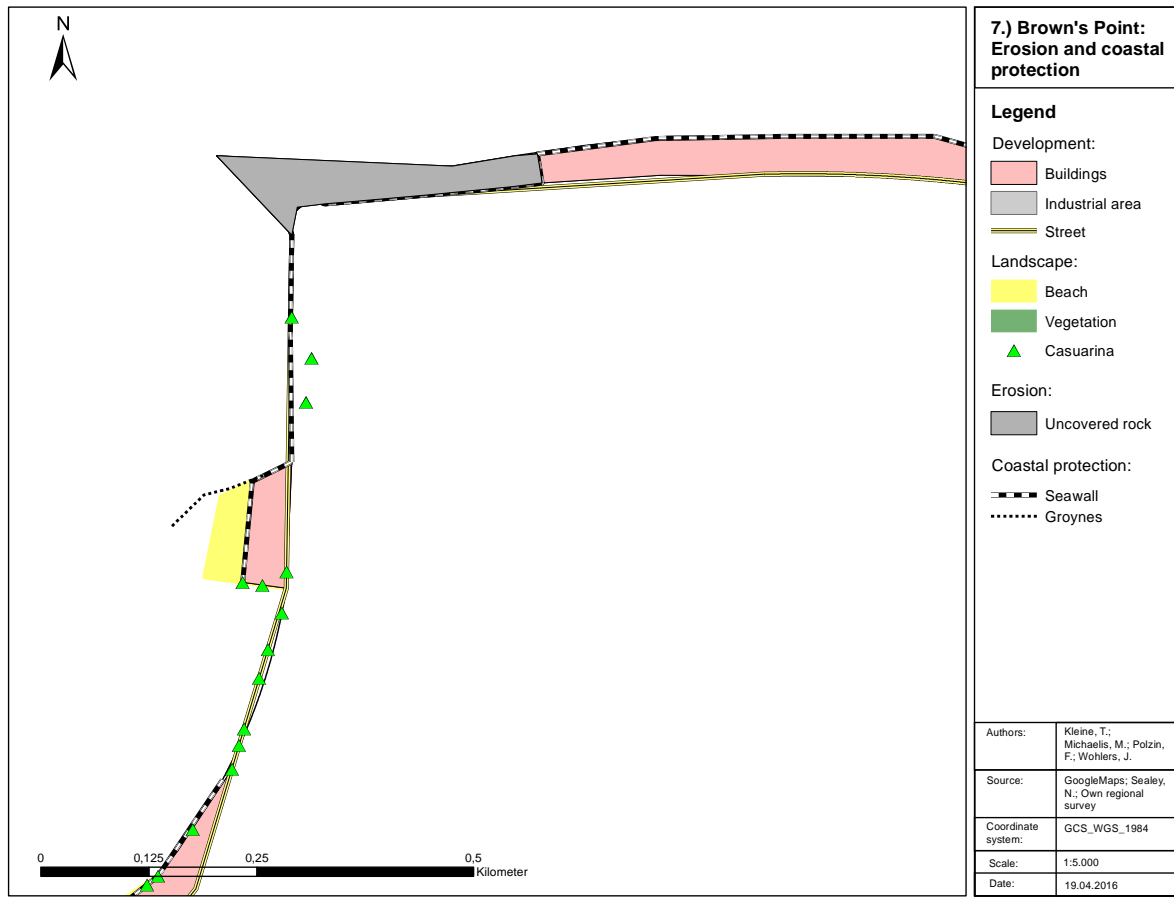 N
0
0,125
0,25
0,5
Kilometer
7.) Brown's Point:
Erosion and coastal
protection
Legend
Development:
Buildings
Industrial area
Street
Landscape:
Beach
Vegetation
Casuarina
Erosion:
Uncovered rock
Coastal protection:
Seawall
Groynes
Authors:
Kleine, T.;
Michaelis, M.; Polzin,
F.; Wohlers, J.
Source:
GoogleMaps; Sealey,
N.; Own regional
survey
Coordinate
system:
GCS_WGS_1984
Scale:
1:5.000
Date:
19.04.2016